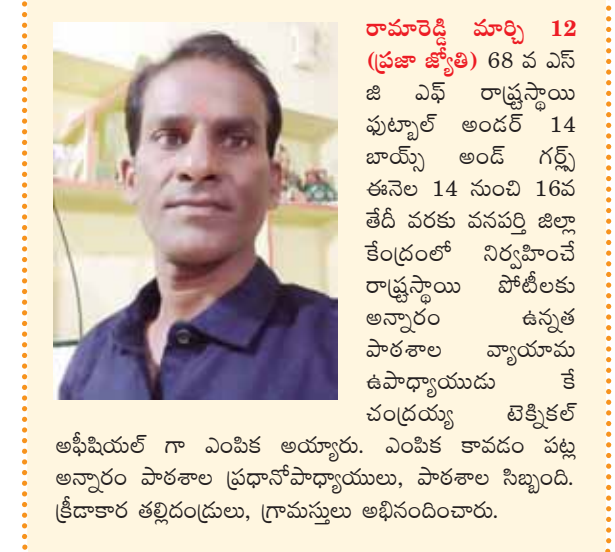 రామారెడ్డి మార్చి 12
(ప్రజా జ్యోతి) 68 వ ఎస్
జి ఎఫ్ రాష్ట్రస్థాయి
ఫుట్బాల్ అండర్ 14
బాయ్స్ అండ్ గర్ల్స్
ఈనెల 14 నుంచి 16వ
తేదీ వరకు వనపర్తి జిల్లా
కేంద్రంలో నిర్వహించే
రాష్ట్రస్థాయి పోటీలకు
అన్నారం ఉన్నత
పాఠశాల వ్యాయామ
ఉపాధ్యాయుడు కే
చంద్రయ్య టెక్నికల్
అఫీషియల్ గా ఎంపిక అయ్యారు. ఎంపిక కావడం పట్ల
అన్నారం పాఠశాల ప్రధానోపాధ్యాయులు, పాఠశాల సిబ్బంది.
క్రీడాకార తల్లిదండ్రులు, గ్రామస్తులు అభినందించారు.